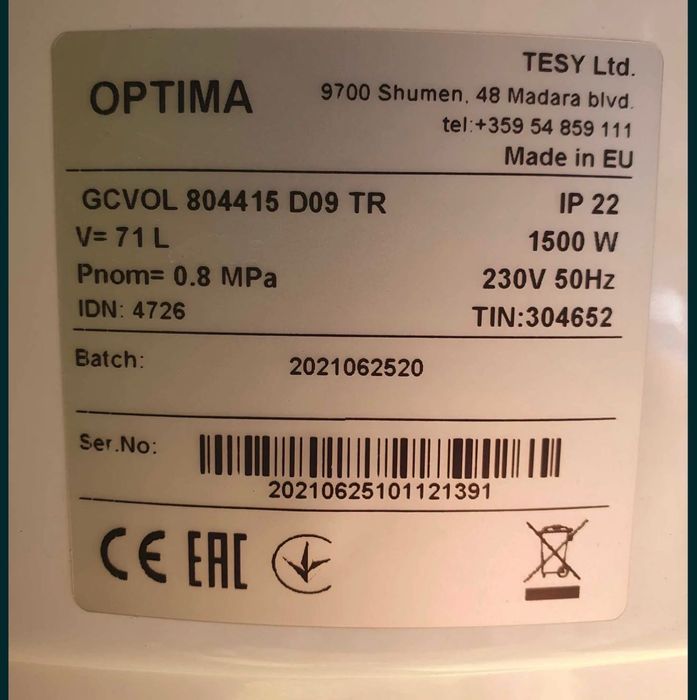 OPTIMA
TESY Ltd.
9700 Shumen, 48 Madara blvd.
tel:+359 54 859 111
Made in EU
GCVOL 804415 D09 TR IP 22
V= 71 L 1500 W
Pnom= 0.8 MPa 230V 50Hz
IDN: 4726 TIN:304652
Batch: 2021062520
Ser.No:
20210625101121391
CE EAC